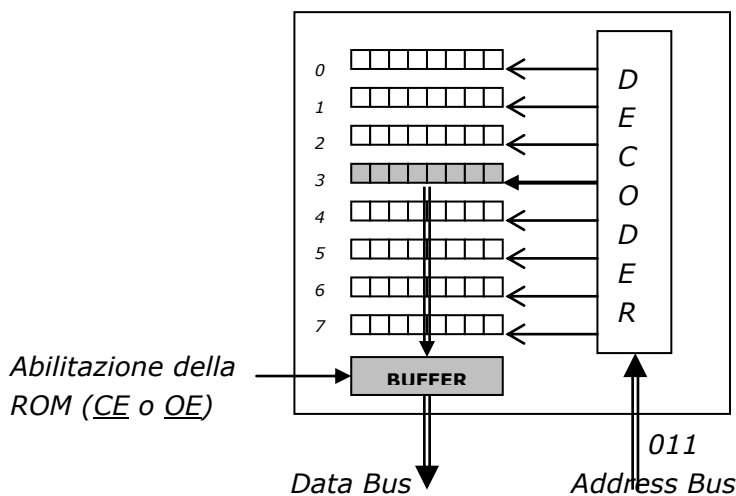 0
1
2
3
4
5
6
7
DECODER
Abilitazione della
ROM (CE o OE)
BUFFER
011
Data Bus
Address Bus